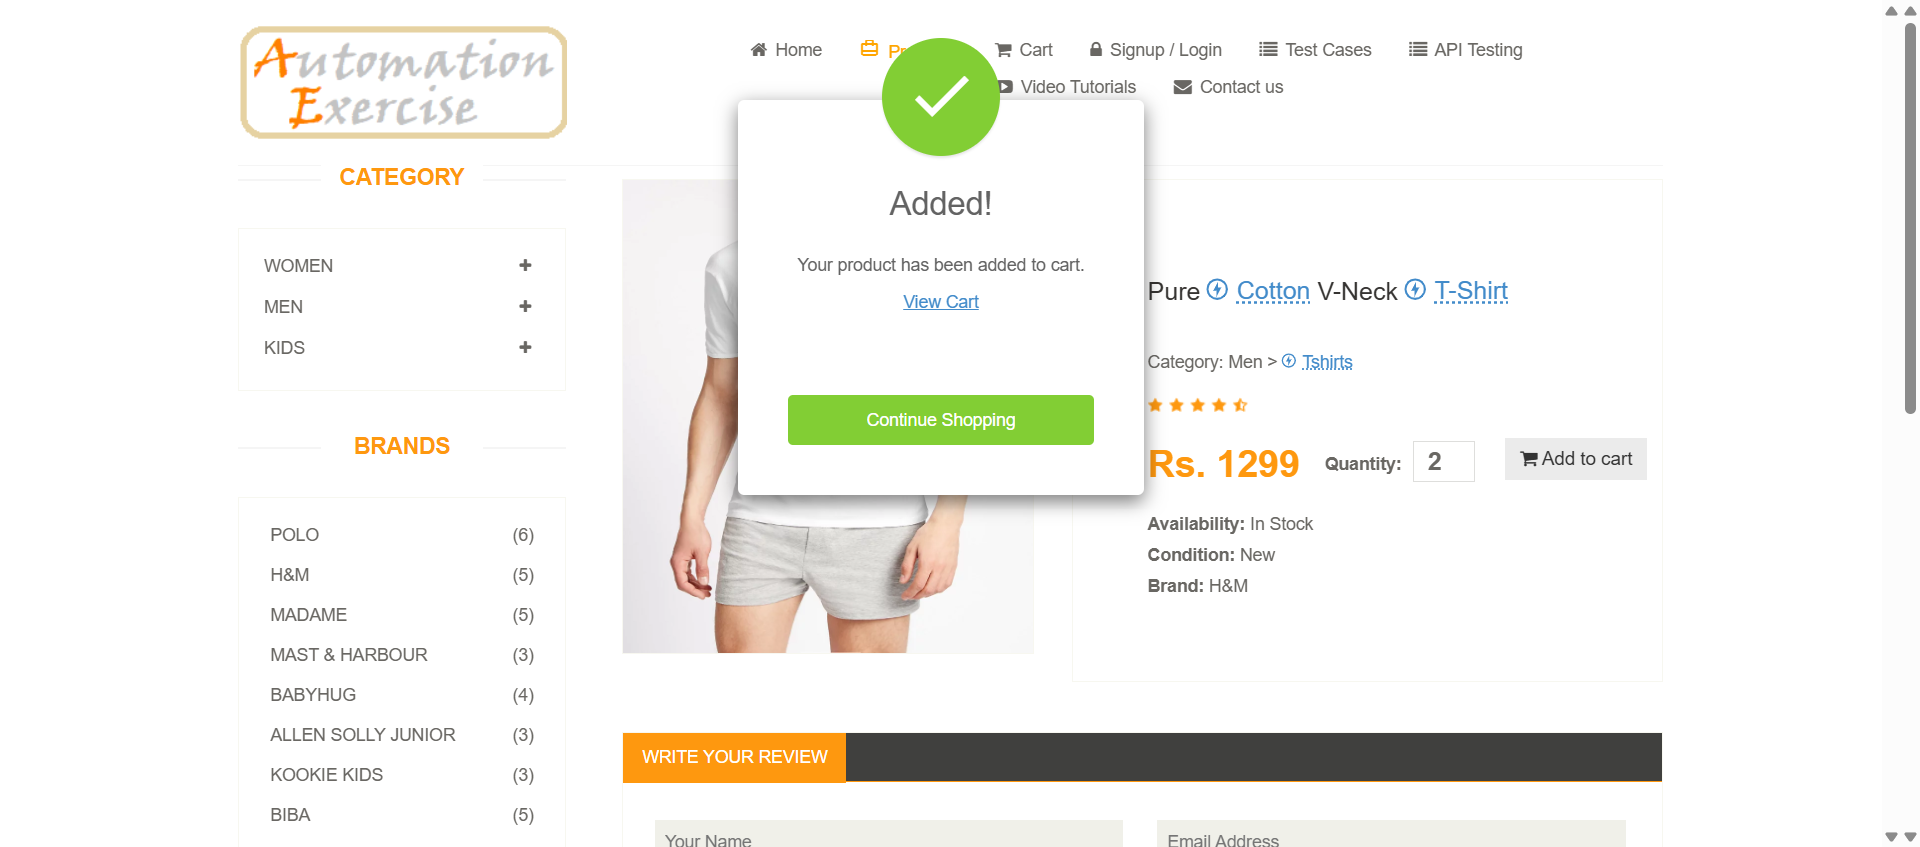 Automation
Exercise
Home
Cart
Signup / Login
Test Cases
API Testing
Video Tutorials
Contact us
CATEGORY
WOMEN
MEN
KIDS
BRANDS
POLO (6)
H&M (5)
MADAME (5)
MAST & HARBOUR (3)
BABYHUG (4)
ALLEN SOLLY JUNIOR (3)
KOOKIE KIDS (3)
BIBA (5)
Added!
Your product has been added to cart.
View Cart
Continue Shopping
Pure Cotton V-Neck T-Shirt
Category: Men > Tshirts
Rs. 1299 Quantity: 2 Add to cart
Availability: In Stock
Condition: New
Brand: H&M
WRITE YOUR REVIEW
Your Name
Email Address